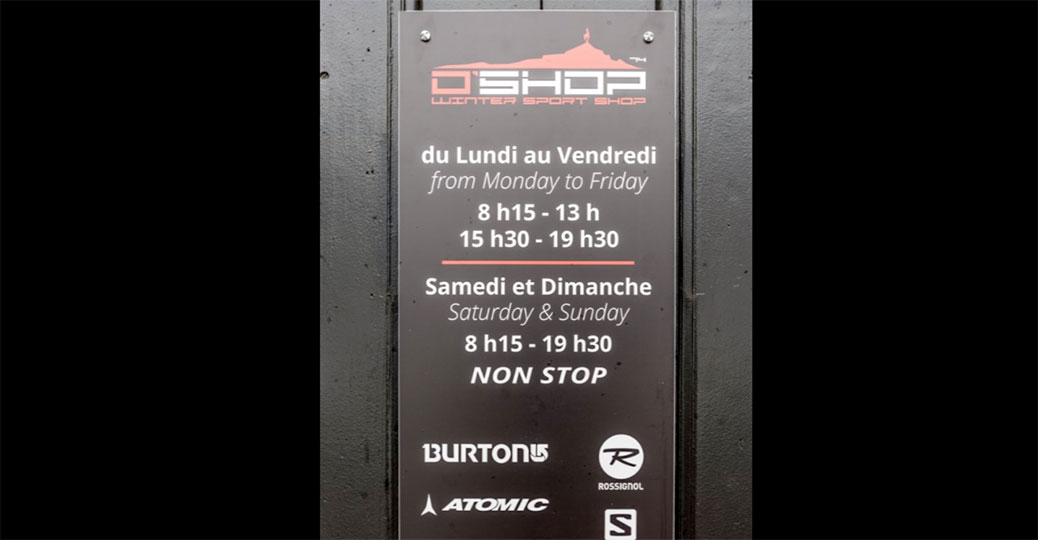 74
O'SHOP
WINTER SPORT SHOP
du Lundi au Vendredi
from Monday to Friday
8 h15 - 13 h
15 h30 - 19 h30
Samedi et Dimanche
Saturday & Sunday
8 h15 - 19 h30
NON STOP
BURTON
R
ROSSIGNOL
ATOMIC
S